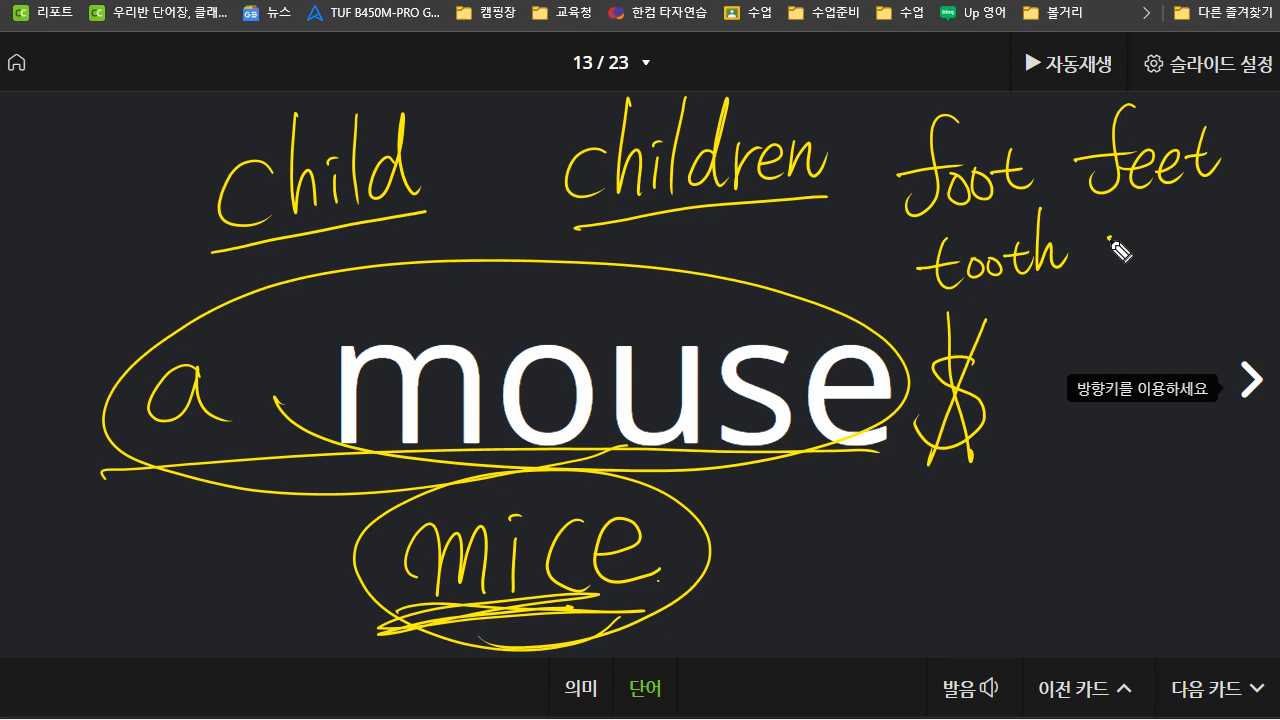 리포트 우리반 단어장, 클래... 뉴스 TUF B450M-PRO G... 캠핑장 교육청 한컴 타자연습 수업 수업준비 수업 Up 영어 볼거리 다른 즐겨찾기
13 / 23 자동재생 슬라이드 설정
child children foot feet
tooth
a mouse $
방향키를 이용하세요
mice
의미 단어 발음 이전 카드 다음 카드